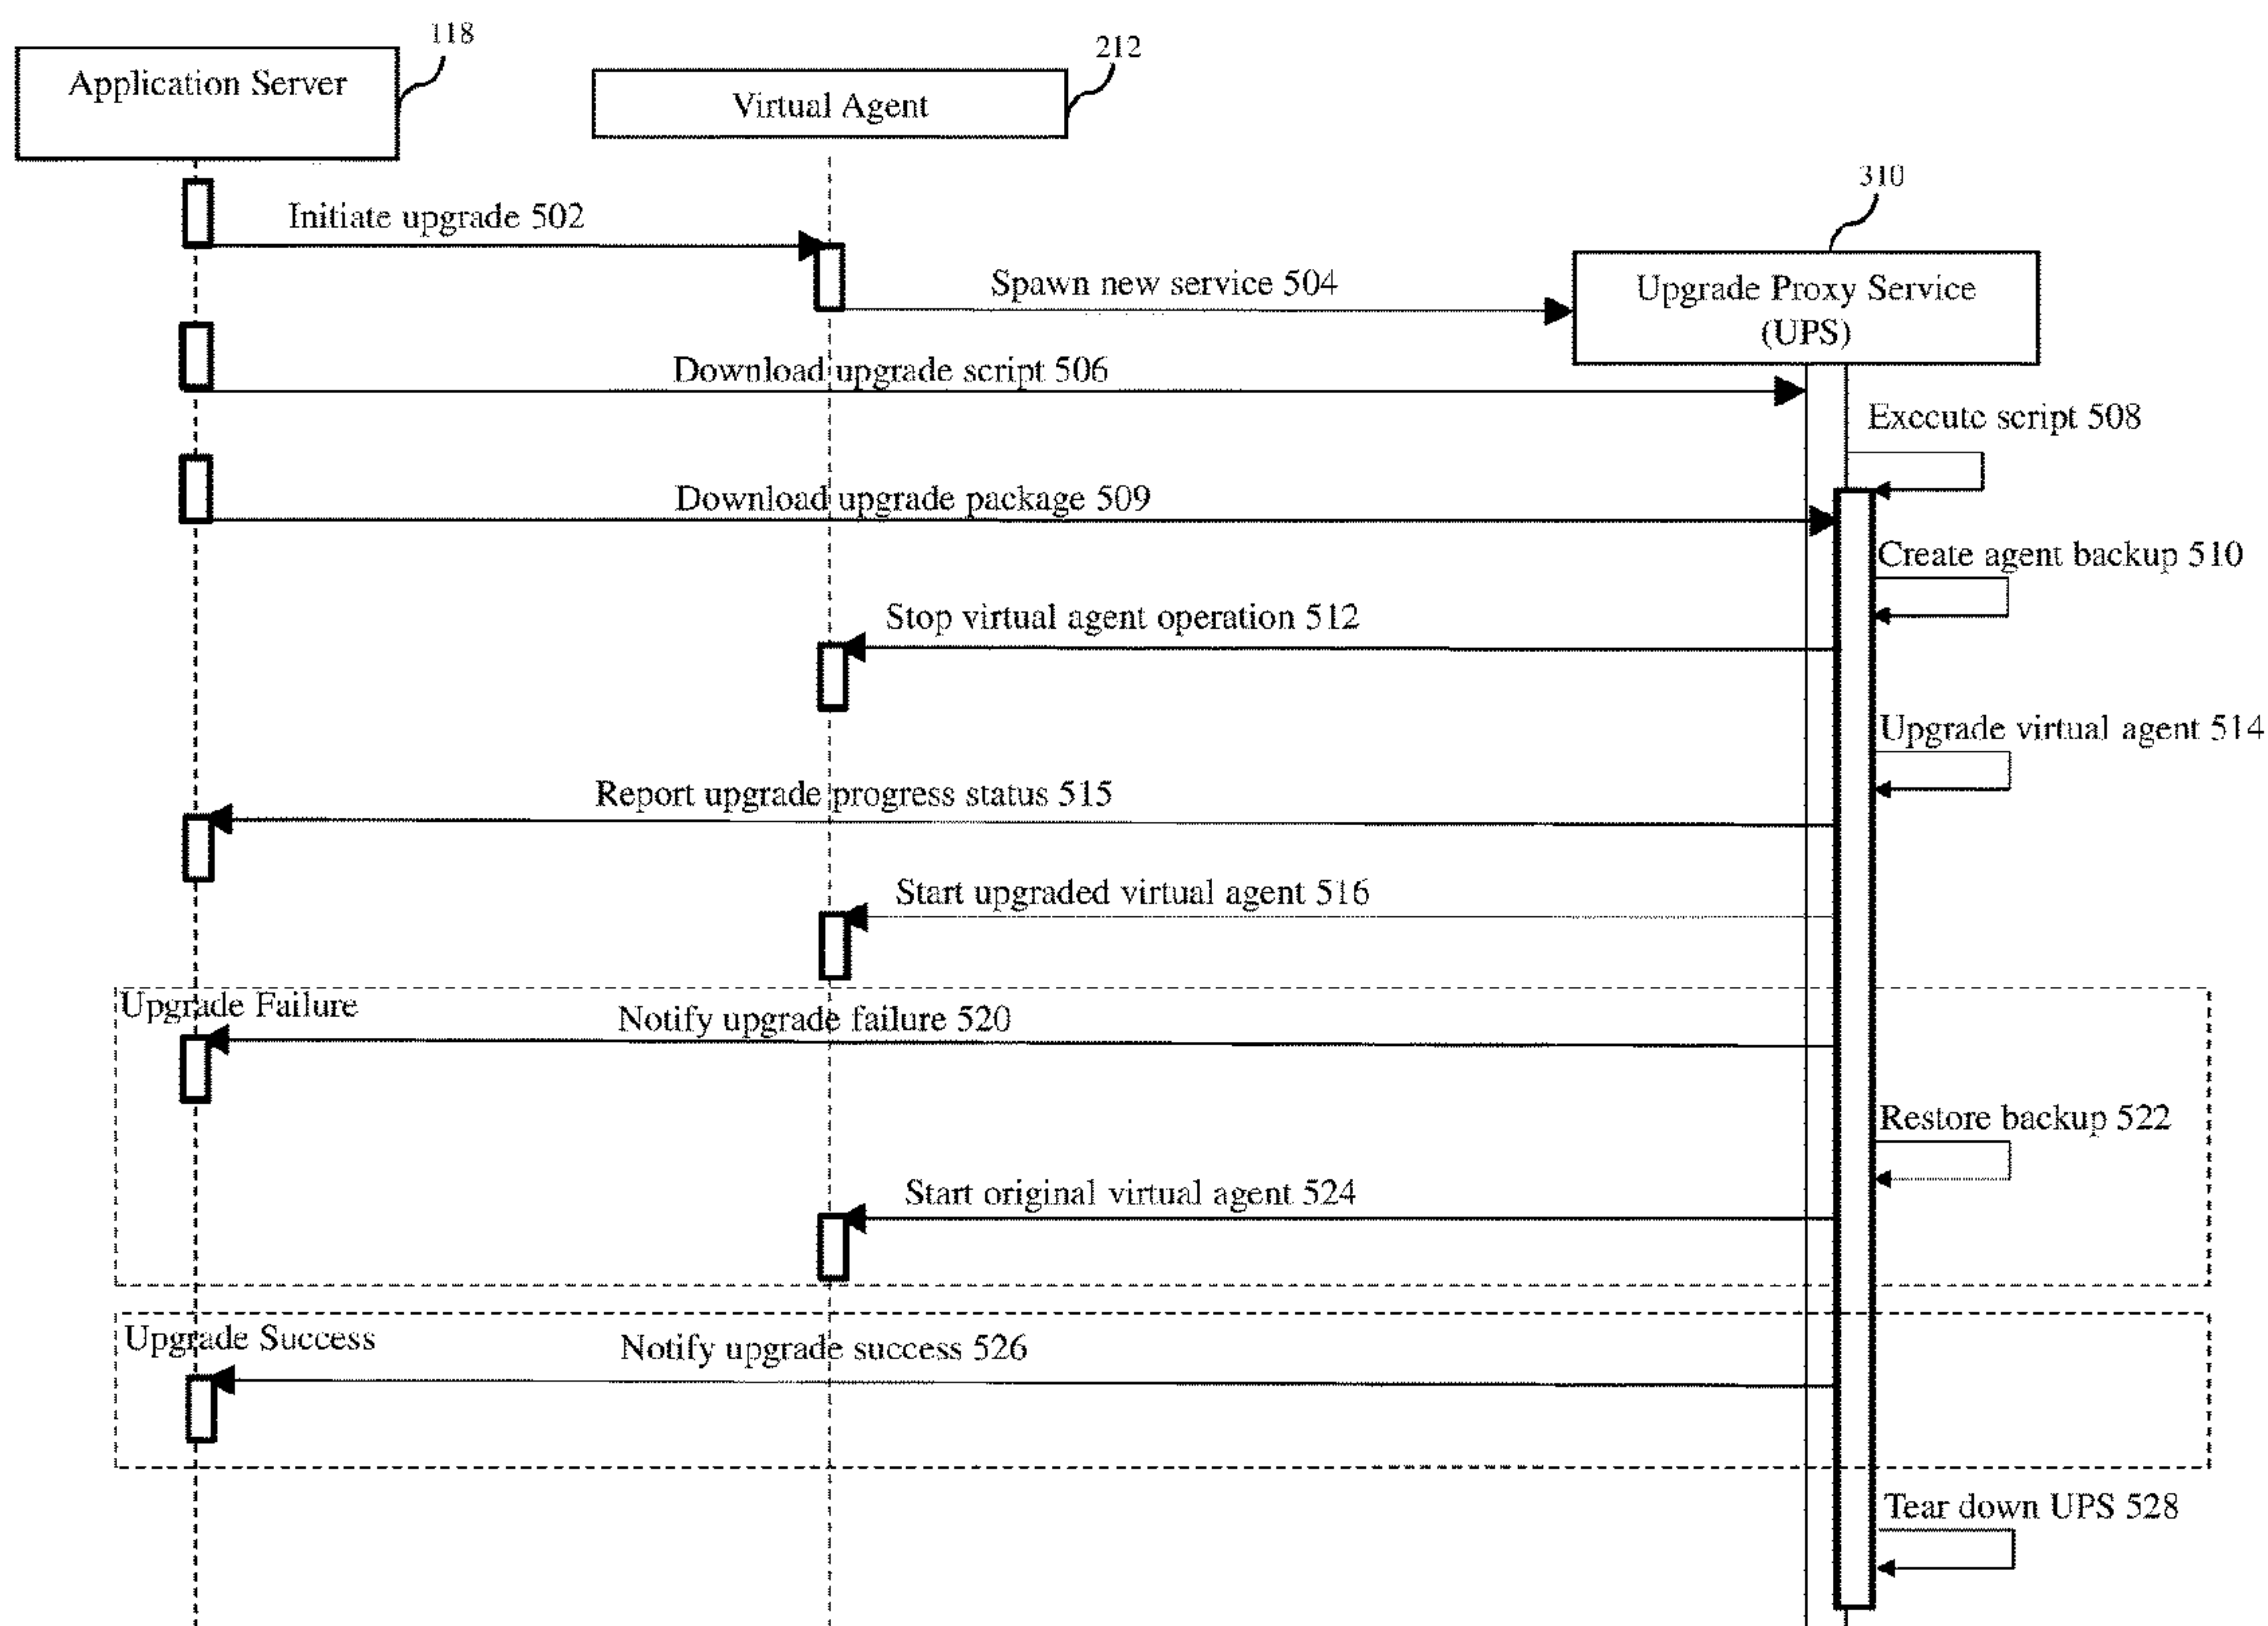 118
212
Application Server
Virtual Agent
310
Initiate upgrade 502
Spawn new service 504
Upgrade Proxy Service
(UPS)
Download upgrade script 506
Execute script 508
Download upgrade package 509
Create agent backup 510
Stop virtual agent operation 512
Upgrade virtual agent 514
Report upgrade progress status 515
Start upgraded virtual agent 516
Upgrade Failure
Notify upgrade failure 520
Restore backup 522
Start original virtual agent 524
Upgrade Success
Notify upgrade success 526
Tear down UPS 528